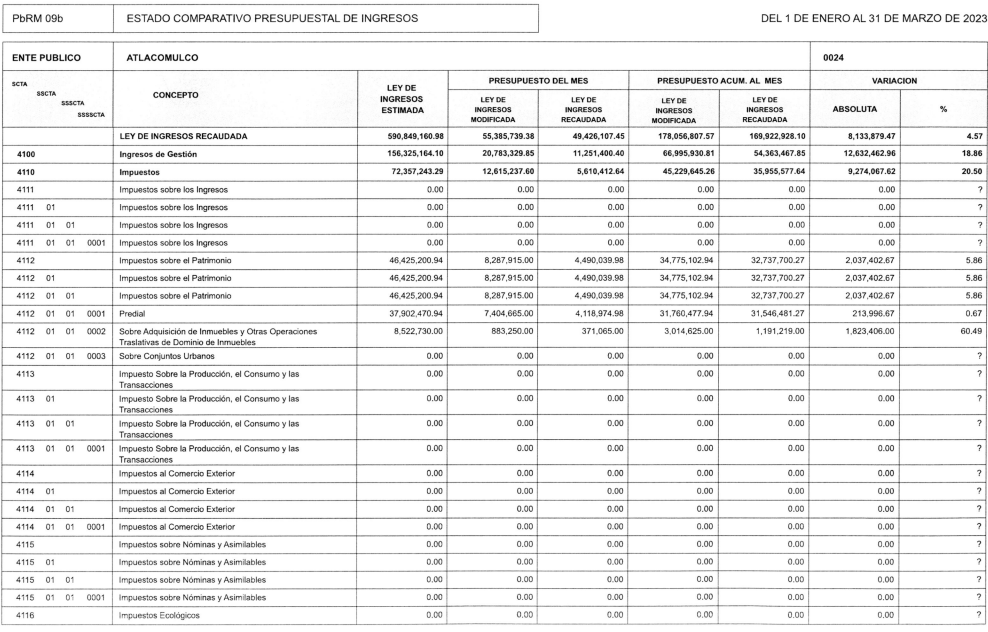 PbRM 09b ESTADO COMPARATIVO PRESUPUESTAL DE INGRESOS DEL 1 DE ENERO AL 31 DE MARZO DE 2023
ENTE PUBLICO ATLACOMULCO 0024
SCTA SSCTA SSSCTA SSSSCTA CONCEPTO LEY DE INGRESOS ESTIMADA PRESUPUESTO DEL MES PRESUPUESTO ACUM. AL MES VARIACION
LEY DE INGRESOS MODIFICADA LEY DE INGRESOS RECAUDADA LEY DE INGRESOS MODIFICADA LEY DE INGRESOS RECAUDADA ABSOLUTA %
LEY DE INGRESOS RECAUDADA 590,849,160.98 55,385,739.38 49,426,107.45 178,056,807.57 169,922,928.10 8,133,879.47 4.57
4100 Ingresos de Gestión 156,325,164.10 20,783,329.85 11,251,400.40 66,995,930.81 54,363,467.85 12,632,462.96 18.86
4110 Impuestos 72,357,243.29 12,615,237.60 5,610,412.64 45,229,645.26 35,955,577.64 9,274,067.62 20.50
4111 Impuestos sobre los Ingresos 0.00 0.00 0.00 0.00 0.00 0.00 ?
4111 01 Impuestos sobre los Ingresos 0.00 0.00 0.00 0.00 0.00 0.00 ?
4111 01 01 Impuestos sobre los Ingresos 0.00 0.00 0.00 0.00 0.00 0.00 ?
4111 01 01 0001 Impuestos sobre los Ingresos 0.00 0.00 0.00 0.00 0.00 0.00 ?
4112 Impuestos sobre el Patrimonio 46,425,200.94 8,287,915.00 4,490,039.98 34,775,102.94 32,737,700.27 2,037,402.67 5.86
4112 01 Impuestos sobre el Patrimonio 46,425,200.94 8,287,915.00 4,490,039.98 34,775,102.94 32,737,700.27 2,037,402.67 5.86
4112 01 01 Impuestos sobre el Patrimonio 46,425,200.94 8,287,915.00 4,490,039.98 34,775,102.94 32,737,700.27 2,037,402.67 5.86
4112 01 01 0001 Predial 37,902,470.94 7,404,665.00 4,118,974.98 31,760,477.94 31,546,481.27 213,996.67 0.67
4112 01 01 0002 Sobre Adquisición de Inmuebles y Otras Operaciones 8,522,730.00 883,250.00 371,065.00 3,014,625.00 1,191,219.00 1,823,406.00 60.49
Traslativas de Dominio de Inmuebles
4112 01 01 0003 Sobre Conjuntos Urbanos 0.00 0.00 0.00 0.00 0.00 0.00 ?
4113 Impuesto Sobre la Producción, el Consumo y las 0.00 0.00 0.00 0.00 0.00 0.00 ?
Transacciones
4113 01 Impuesto Sobre la Producción, el Consumo y las 0.00 0.00 0.00 0.00 0.00 0.00 ?
Transacciones
4113 01 01 Impuesto Sobre la Producción, el Consumo y las 0.00 0.00 0.00 0.00 0.00 0.00 ?
Transacciones
4113 01 01 0001 Impuesto Sobre la Producción, el Consumo y las 0.00 0.00 0.00 0.00 0.00 0.00 ?
Transacciones
4114 Impuestos al Comercio Exterior 0.00 0.00 0.00 0.00 0.00 0.00 ?
4114 01 Impuestos al Comercio Exterior 0.00 0.00 0.00 0.00 0.00 0.00 ?
4114 01 01 Impuestos al Comercio Exterior 0.00 0.00 0.00 0.00 0.00 0.00 ?
4114 01 01 0001 Impuestos al Comercio Exterior 0.00 0.00 0.00 0.00 0.00 0.00 ?
4115 Impuestos sobre Nóminas y Asimilables 0.00 0.00 0.00 0.00 0.00 0.00 ?
4115 01 Impuestos sobre Nóminas y Asimilables 0.00 0.00 0.00 0.00 0.00 0.00 ?
4115 01 01 Impuestos sobre Nóminas y Asimilables 0.00 0.00 0.00 0.00 0.00 0.00 ?
4115 01 01 0001 Impuestos sobre Nóminas y Asimilables 0.00 0.00 0.00 0.00 0.00 0.00 ?
4116 Impuestos Ecológicos 0.00 0.00 0.00 0.00 0.00 0.00 ?